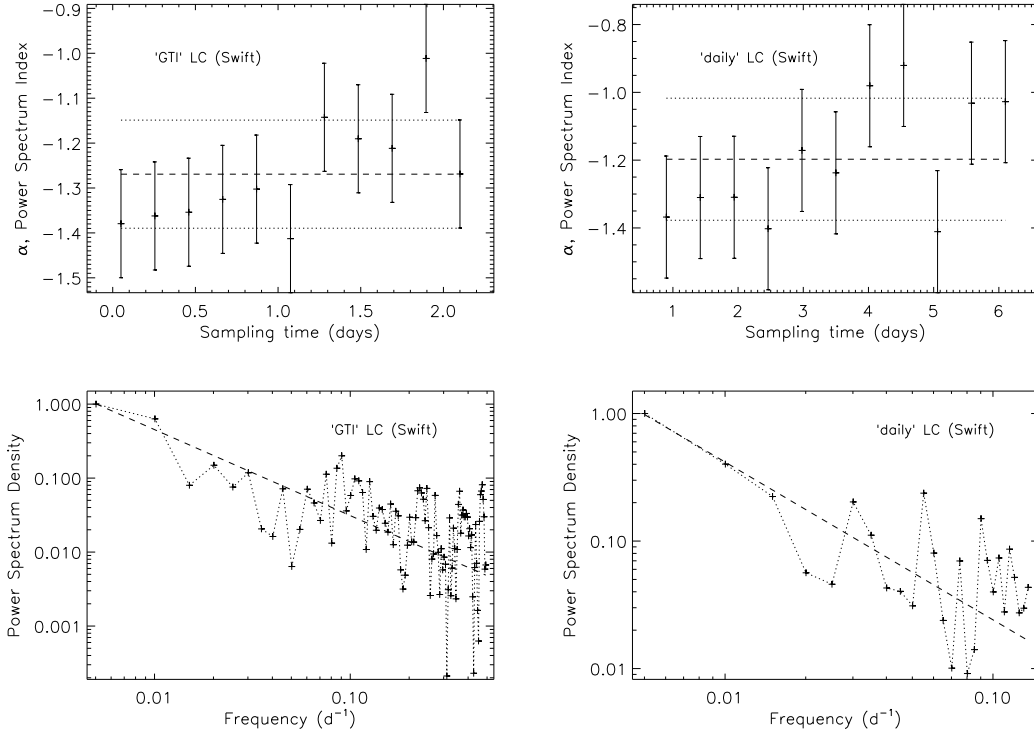 α, Power Spectrum Index
-0.9
-1.0
-1.1
-1.2
-1.3
-1.4
-1.5
'GTI' LC (Swift)
0.0 0.5 1.0 1.5 2.0
Sampling time (days)
α, Power Spectrum Index
-0.8
-1.0
-1.2
-1.4
'daily' LC (Swift)
1 2 3 4 5 6
Sampling time (days)
Power Spectrum Density
1.000
0.100
0.010
0.001
'GTI' LC (Swift)
0.01 0.10
Frequency (d⁻¹)
Power Spectrum Density
1.00
0.10
0.01
'daily' LC (Swift)
0.01 0.10
Frequency (d⁻¹)